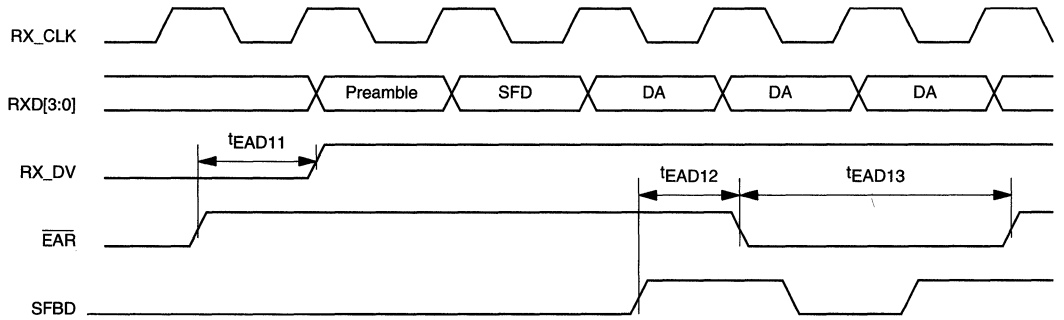 RX_CLK
RXD[3:0]
Preamble
SFD
DA
DA
DA
tEAD11
RX_DV
tEAD12
tEAD13
EAR
SFBD